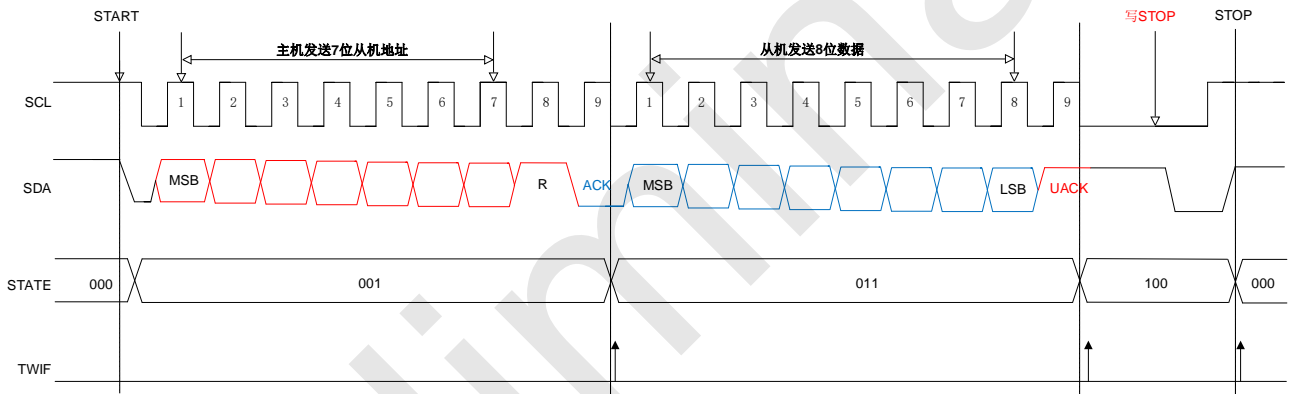 START 写STOP STOP
主机发送7位从机地址 从机发送8位数据
SCL 1 2 3 4 5 6 7 8 9 1 2 3 4 5 6 7 8 9
SDA MSB R ACK MSB LSB UACK
STATE 000 001 011 100 000
TWIF